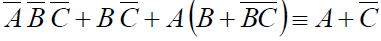 A̅ B̅ C̅ + B C̅ + A(B + B̅C̅) ≡ A + C̅